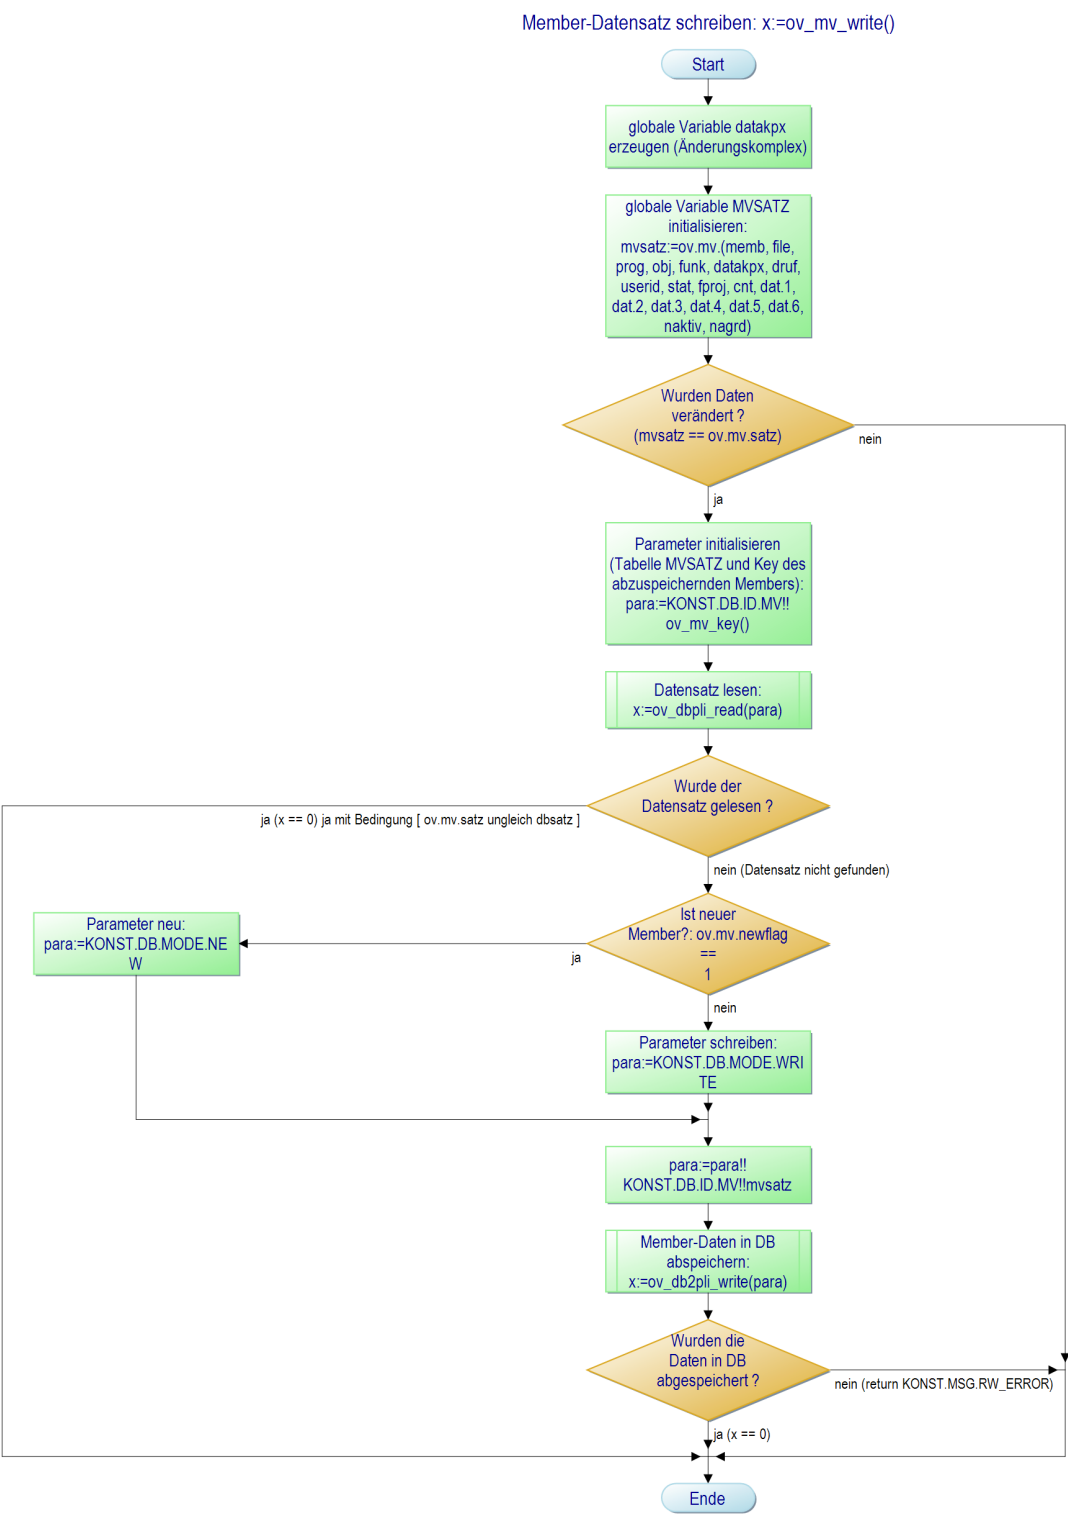 Member-Datensatz schreiben: x:=ov_mv_write()
Start
globale Variable datakpx
erzeugen (Änderungskomplex)
globale Variable MVSATZ
initialisieren:
mvsatz:=ov.mv.(memb, file,
prog, obj, funk, datakpx, druf,
userid, stat, fproj, cnt, dat.1,
dat.2, dat.3, dat.4, dat.5, dat.6,
naktiv, nagrd)
Wurden Daten
verändert ?
(mvsatz == ov.mv.satz)
nein
ja
Parameter initialisieren
(Tabelle MVSATZ und Key des
abzuspeichernden Members):
para:=KONST.DB.ID.MV!!
ov_mv_key()
Datensatz lesen:
x:=ov_dbpli_read(para)
Wurde der
Datensatz gelesen ?
ja (x == 0) ja mit Bedingung [ ov.mv.satz ungleich dbsatz ]
nein (Datensatz nicht gefunden)
Ist neuer
Member?: ov.mv.newflag
==
1
ja
Parameter neu:
para:=KONST.DB.MODE.NE
W
nein
Parameter schreiben:
para:=KONST.DB.MODE.WRI
TE
para:=para!!
KONST.DB.ID.MV!!mvsatz
Member-Daten in DB
abspeichern:
x:=ov_db2pli_write(para)
Wurden die
Daten in DB
abgespeichert ?
nein (return KONST.MSG.RW_ERROR)
ja (x == 0)
Ende